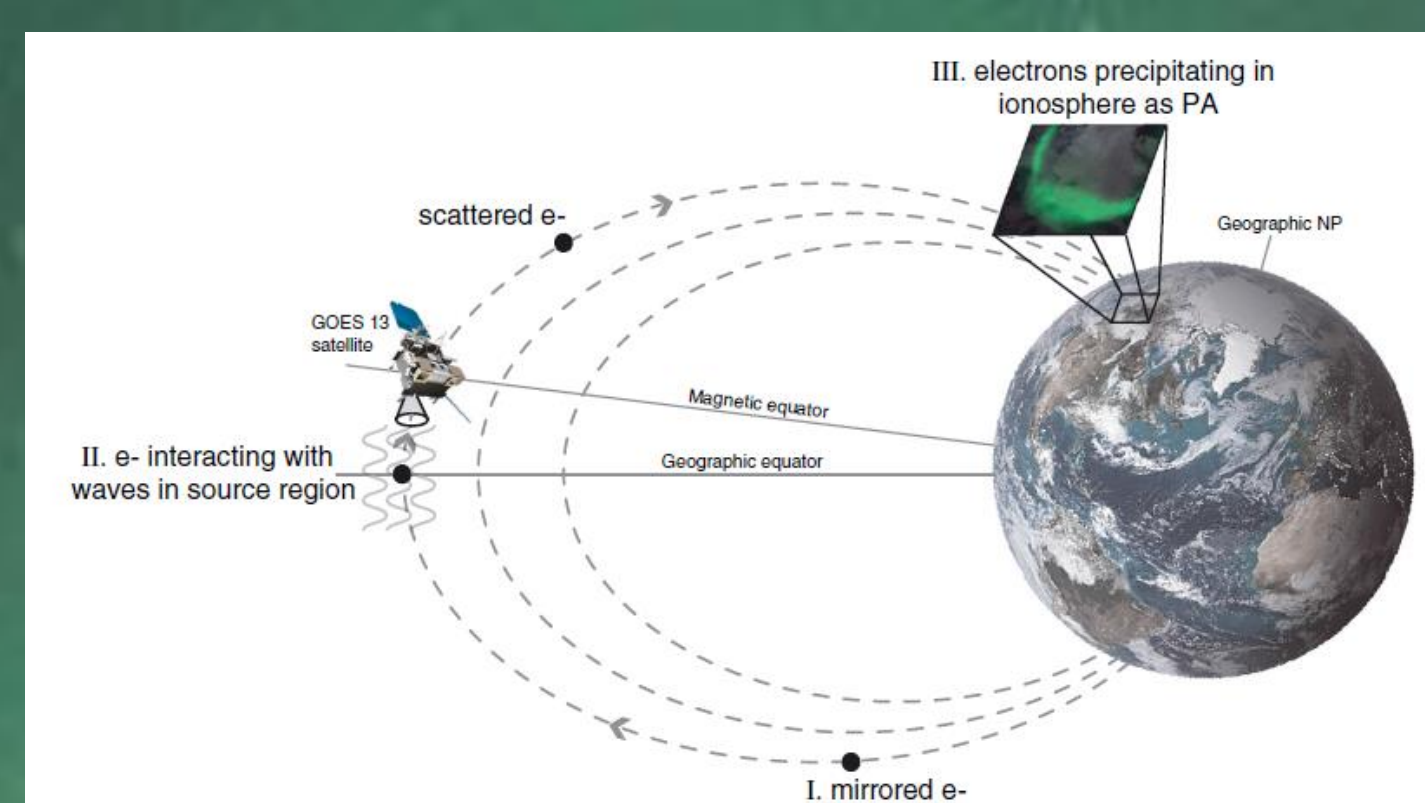 III. electrons precipitating in
ionosphere as PA
Geographic NP
scattered e-
GOES 13
satellite
Magnetic equator
Geographic equator
II. e- interacting with
waves in source region
I. mirrored e-